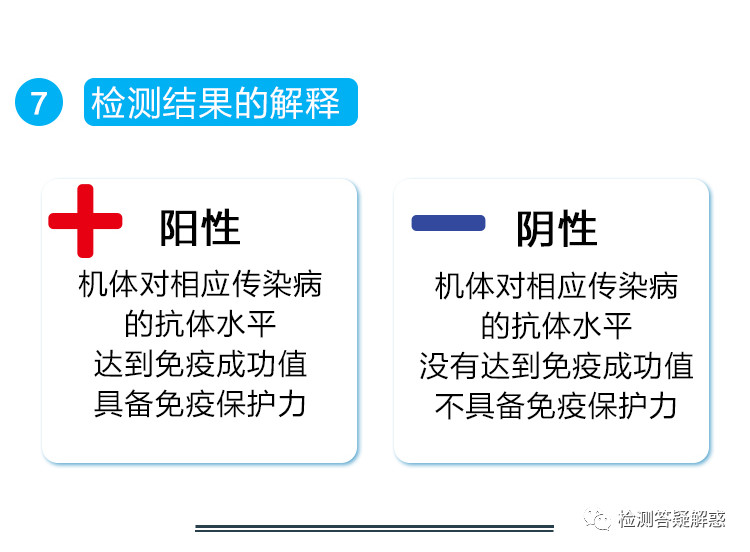 7
检测结果的解释
阳性
机体对相应传染病
的抗体水平
达到免疫成功值
具备免疫保护力
阴性
机体对相应传染病
的抗体水平
没有达到免疫成功值
不具备免疫保护力
检测答疑解惑